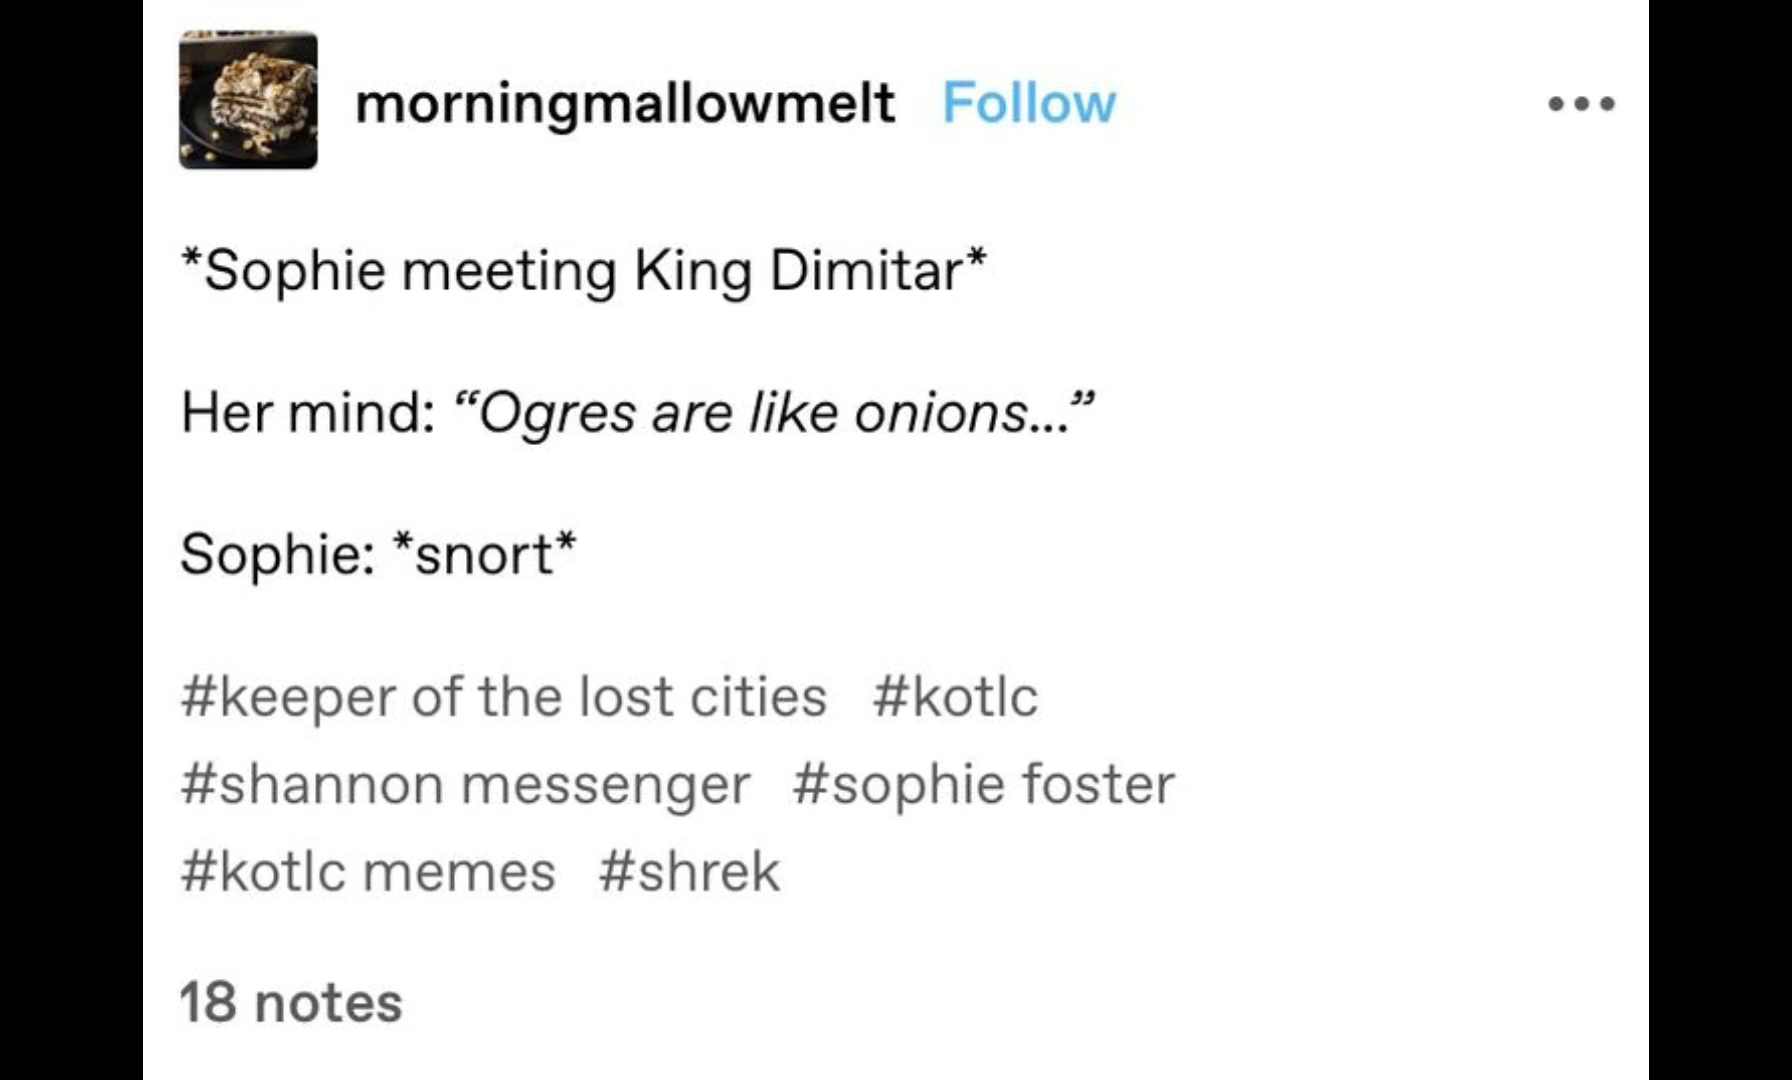 morningmallowmelt Follow
*Sophie meeting King Dimitar*
Her mind: “Ogres are like onions...”
Sophie: *snort*
#keeper of the lost cities #kotlc
#shannon messenger #sophie foster
#kotlc memes #shrek
18 notes